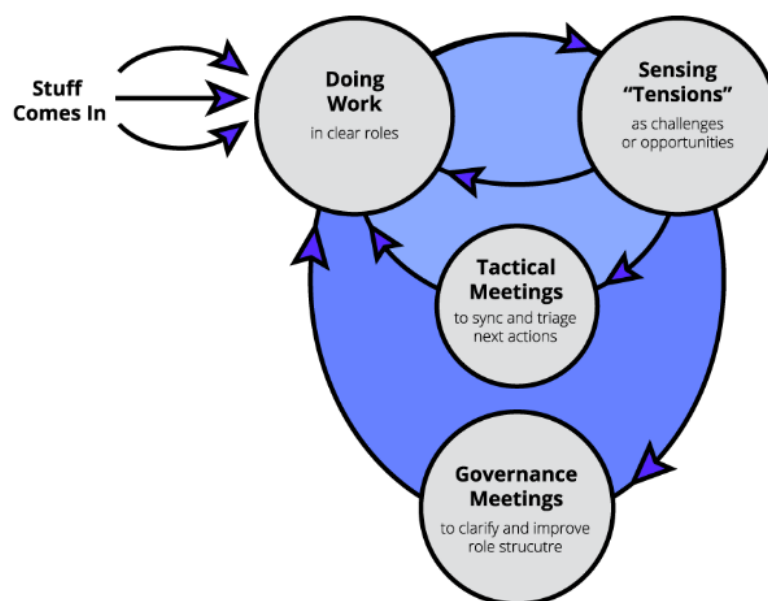 Stuff
Comes In
Doing
Work
in clear roles
Sensing
“Tensions”
as challenges
or opportunities
Tactical
Meetings
to sync and triage
next actions
Governance
Meetings
to clarify and improve
role strucutre